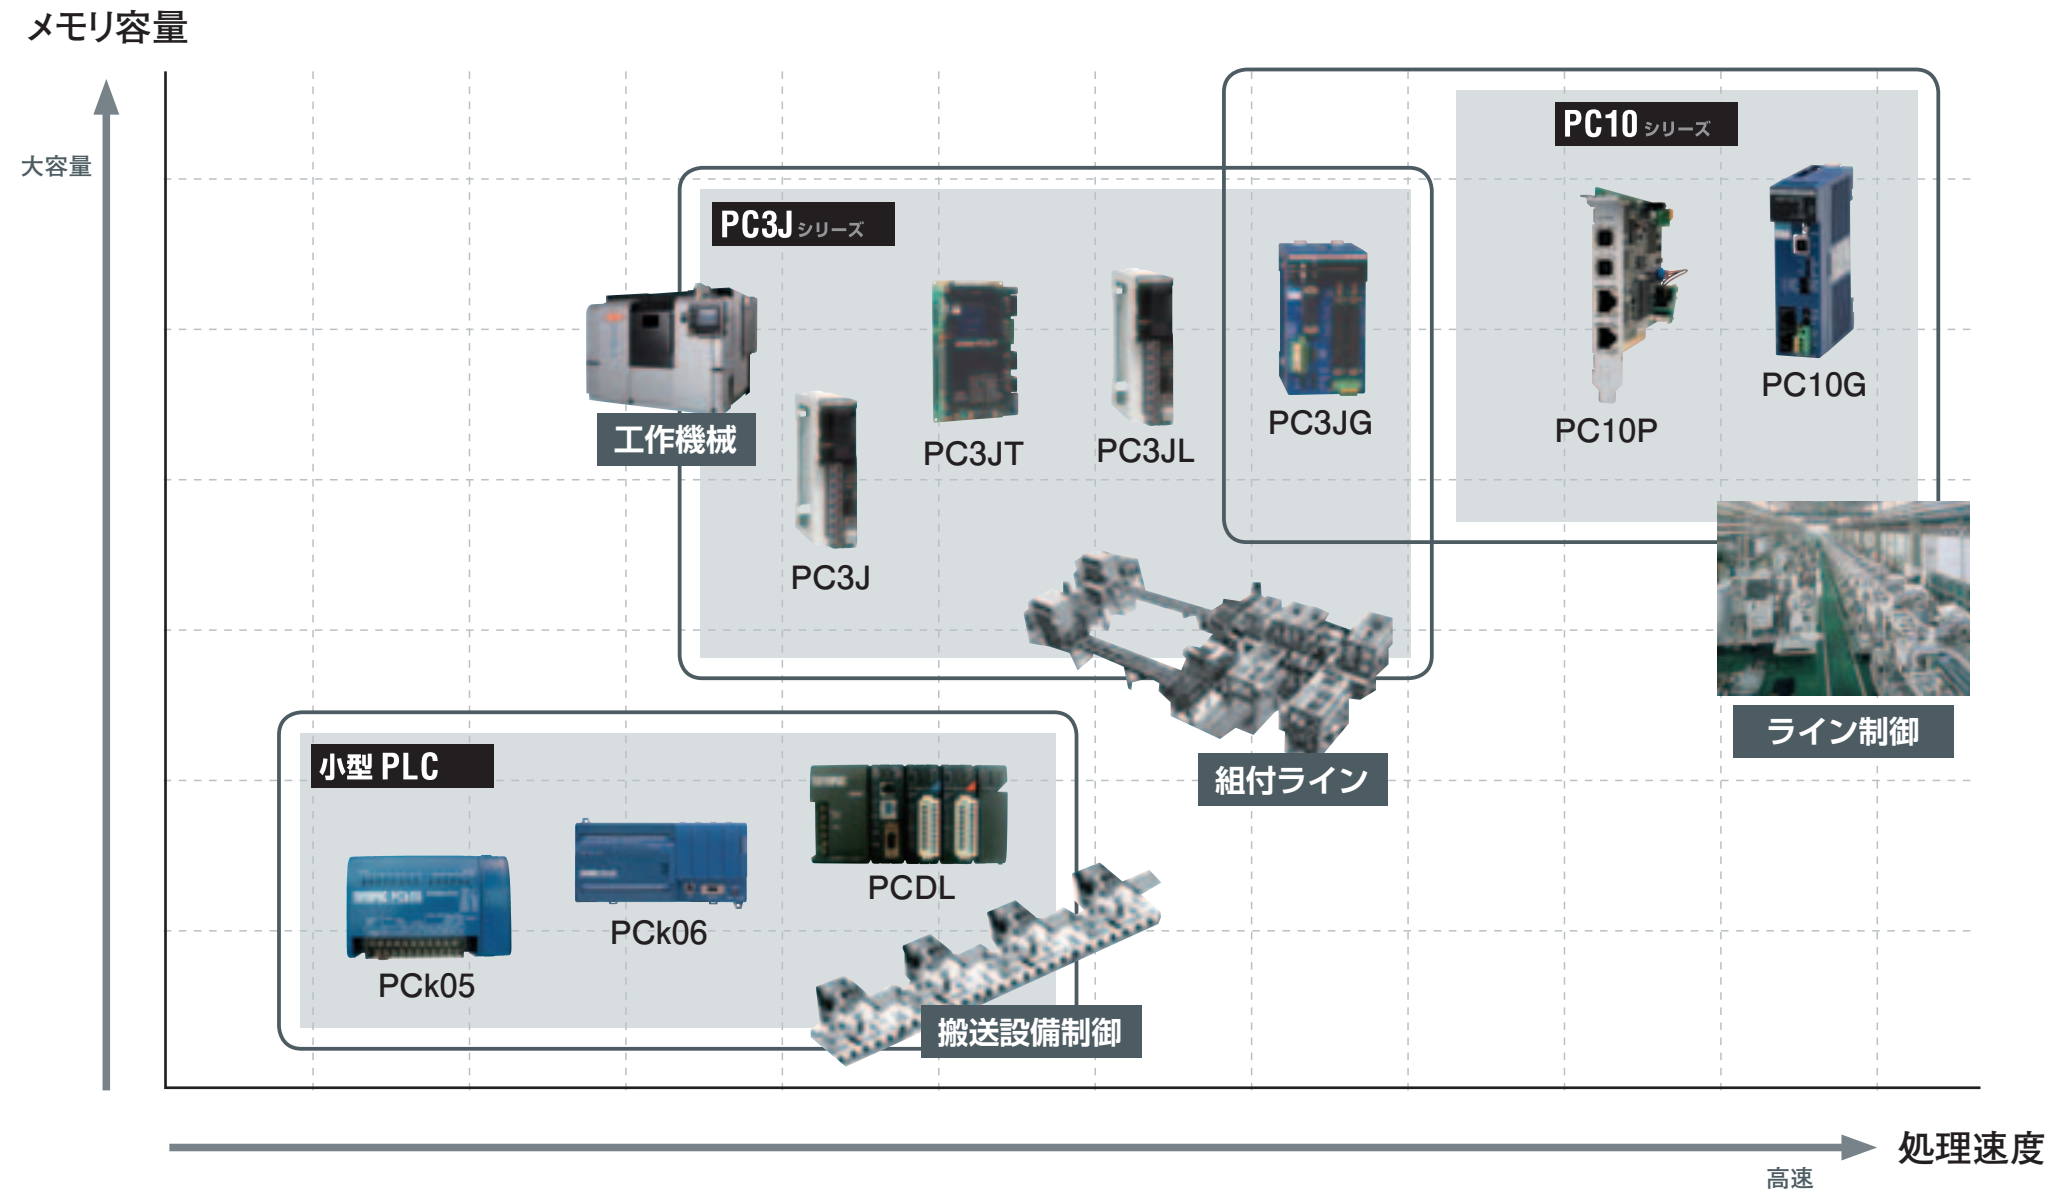 メモリ容量
大容量
PC10 シリーズ
PC3J シリーズ
PC10G
PC10P
PC3JG
工作機械
PC3JT
PC3JL
PC3J
ライン制御
組付ライン
小型 PLC
PCDL
PCk06
PCk05
搬送設備制御
処理速度
高速